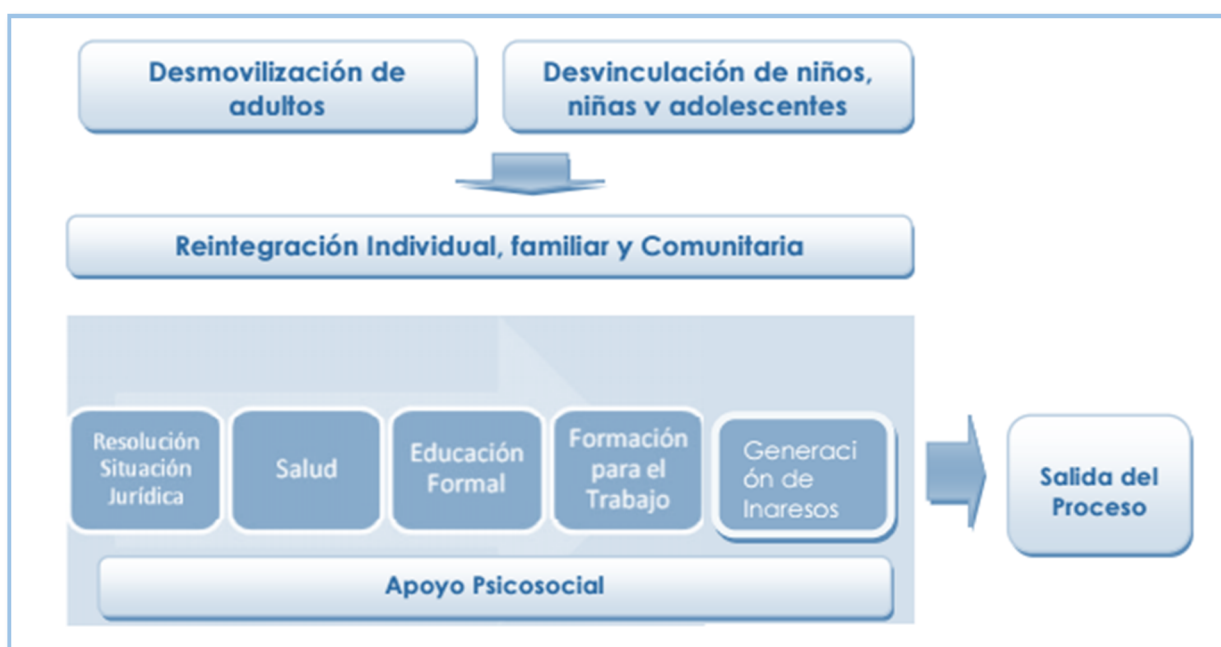 Desmovilización de
adultos
Desvinculación de niños,
niñas y adolescentes
Reintegración Individual, familiar y Comunitaria
Resolución
Situación
Jurídica
Salud
Educación
Formal
Formación
para el
Trabajo
Generaci
ón de
Ingresos
Salida del
Proceso
Apoyo Psicosocial